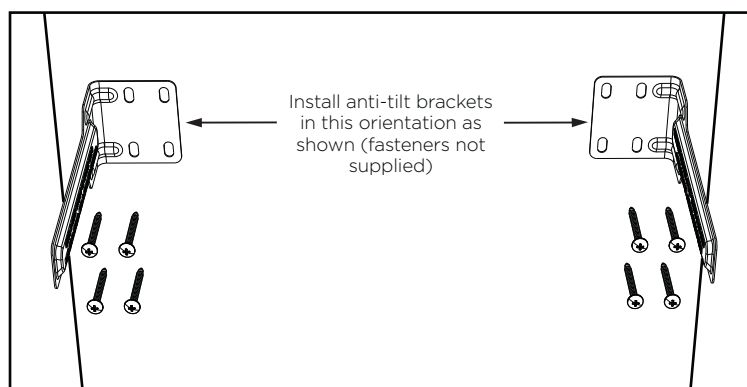 Install anti-tilt brackets
in this orientation as
shown (fasteners not
supplied)